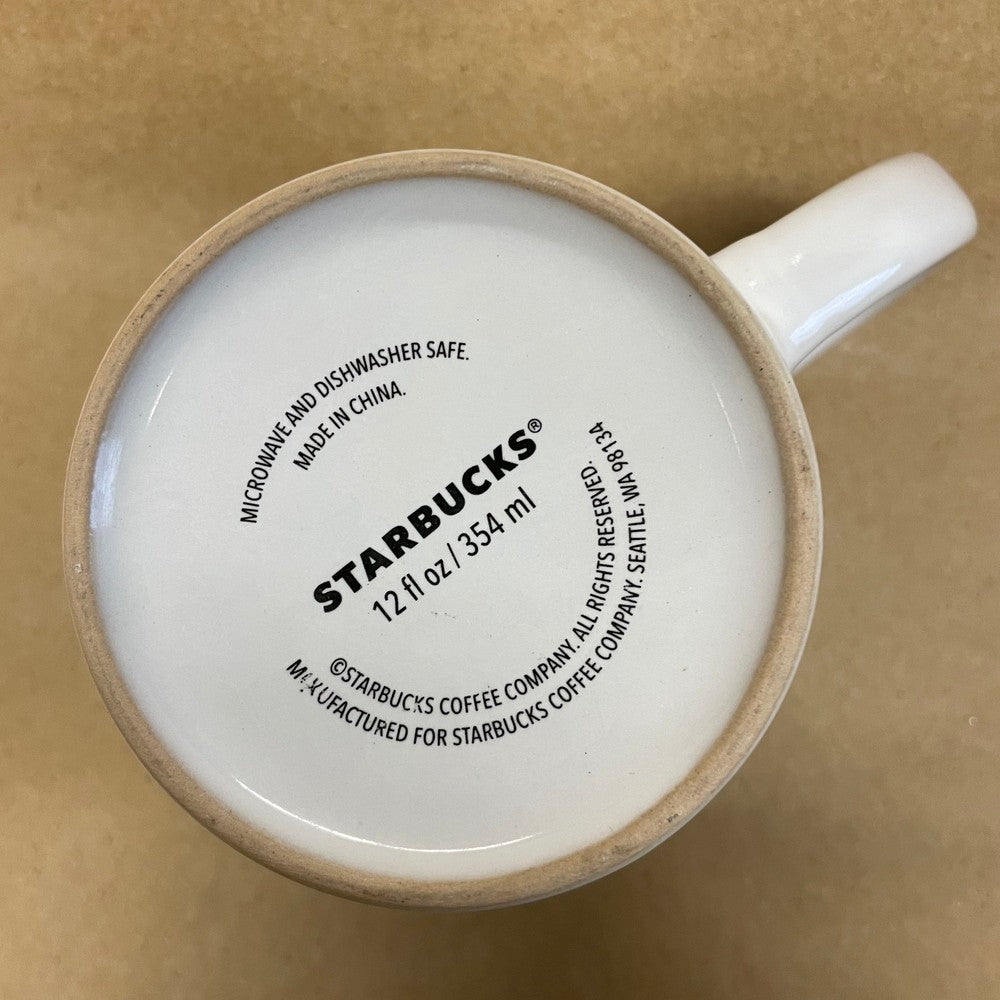 MICROWAVE AND DISHWASHER SAFE.
MADE IN CHINA.
STARBUCKS®
12 fl oz / 354 ml
©STARBUCKS COFFEE COMPANY. ALL RIGHTS RESERVED.
MANUFACTURED FOR STARBUCKS COFFEE COMPANY. SEATTLE, WA 98134